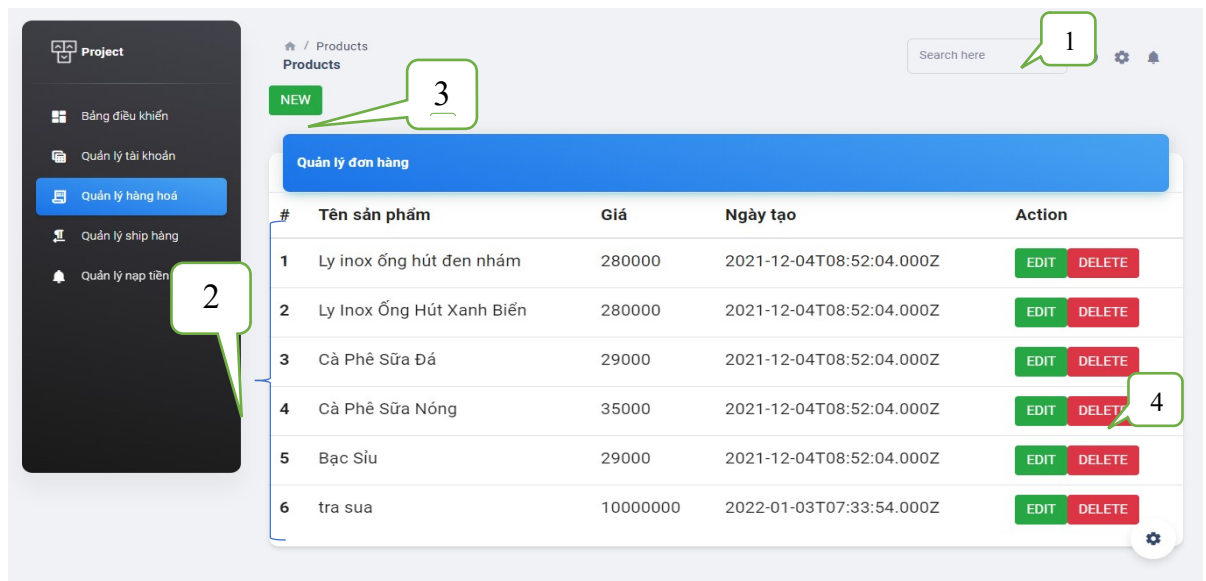 Project
Bảng điều khiển
Quản lý tài khoản
Quản lý hàng hoá
Quản lý ship hàng
Quản lý nạp tiền
2
/ Products
Products
Search here
1
NEW
3
Quản lý đơn hàng
# Tên sản phẩm Giá Ngày tạo Action
1 Ly inox ống hút đen nhám 280000 2021-12-04T08:52:04.000Z EDIT DELETE
2 Ly Inox Ống Hút Xanh Biển 280000 2021-12-04T08:52:04.000Z EDIT DELETE
3 Cà Phê Sữa Đá 29000 2021-12-04T08:52:04.000Z EDIT DELETE
4 Cà Phê Sữa Nóng 35000 2021-12-04T08:52:04.000Z EDIT DELETE
4
5 Bạc Sỉu 29000 2021-12-04T08:52:04.000Z EDIT DELETE
6 tra sua 10000000 2022-01-03T07:33:54.000Z EDIT DELETE